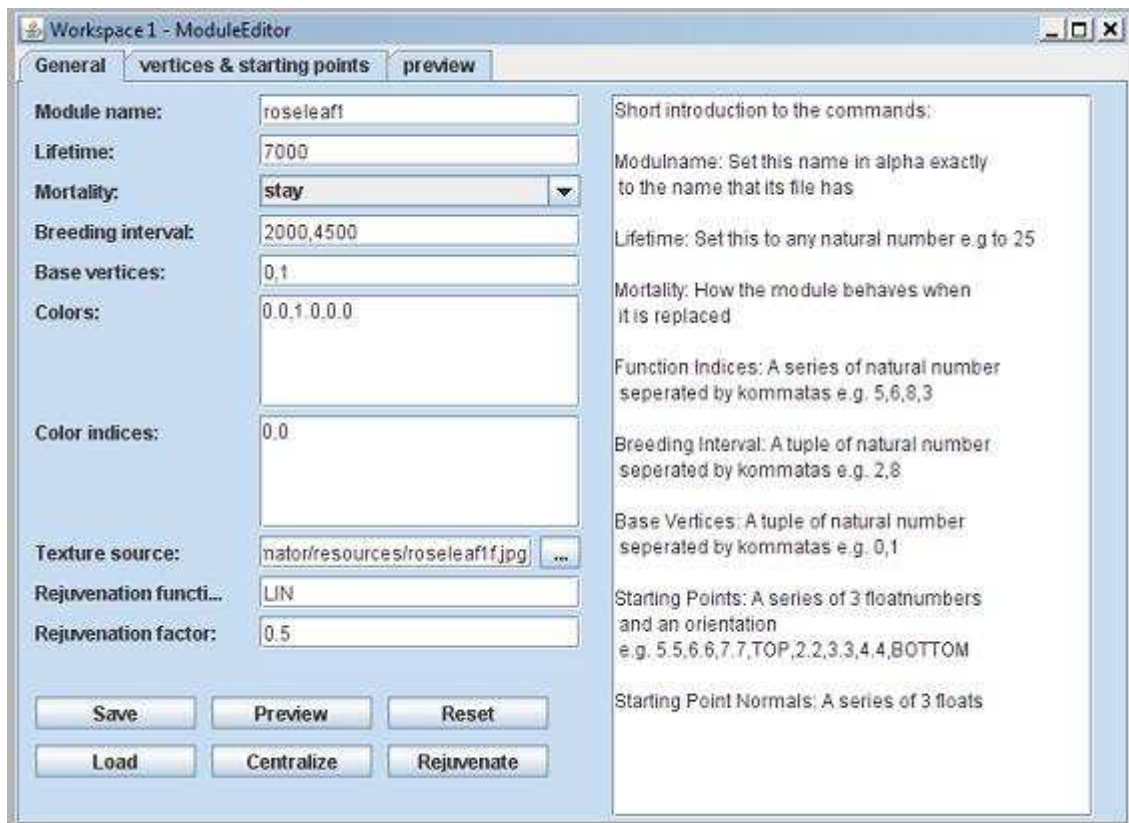 Workspace 1 - ModuleEditor
General vertices & starting points preview
Module name: roseleaf1
Lifetime: 7000
Mortality: stay
Breeding interval: 2000,4500
Base vertices: 0,1
Colors: 0.0,1.0,0.0
Color indices: 0,0
Texture source: nator/resources/roseleaf1f.jpg ...
Rejuvenation functi... LIN
Rejuvenation factor: 0.5
Save Preview Reset
Load Centralize Rejuvenate
Short introduction to the commands:
Modulname: Set this name in alpha exactly
to the name that its file has
Lifetime: Set this to any natural number e.g to 25
Mortality: How the module behaves when
it is replaced
Function Indices: A series of natural number
seperated by kommatas e.g. 5,6,8,3
Breeding Interval: A tuple of natural number
seperated by kommatas e.g. 2,8
Base Vertices: A tuple of natural number
seperated by kommatas e.g. 0,1
Starting Points: A series of 3 floatnumbers
and an orientation
e.g. 5.5,6.6,7.7,TOP,2.2,3.3,4.4,BOTTOM
Starting Point Normals: A series of 3 floats